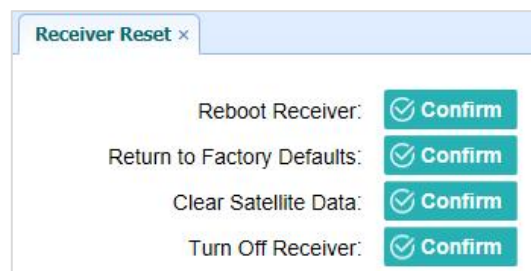 Receiver Reset ×
Reboot Receiver: Confirm
Return to Factory Defaults: Confirm
Clear Satellite Data: Confirm
Turn Off Receiver: Confirm